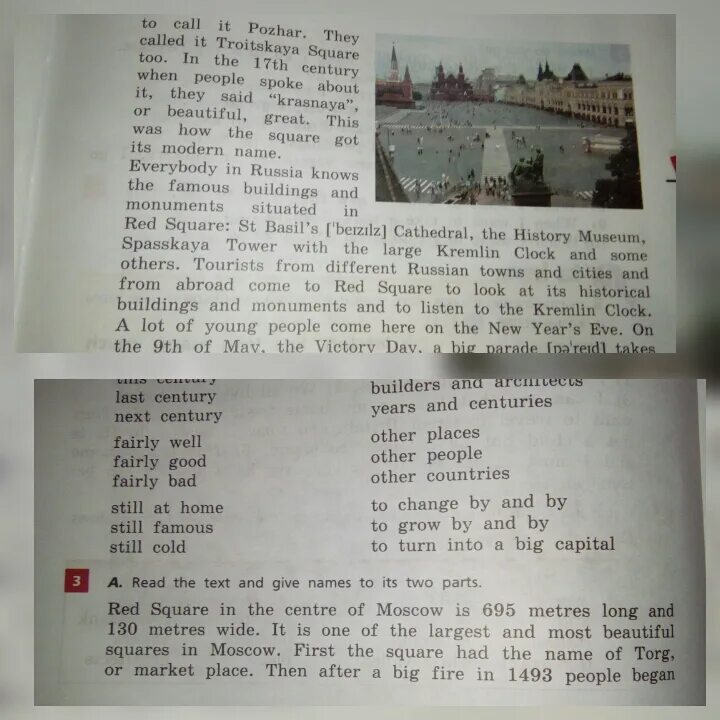 to call it Pozhar. They
called it Troitskaya Square
too. In the 17th century
when people spoke about
it, they said “krasnaya”,
or beautiful, great. This
was how the square got
its modern name.
Everybody in Russia knows
the famous buildings and
monuments situated in
Red Square: St Basil’s [ˈbeɪzɪlz] Cathedral, the History Museum,
Spasskaya Tower with the large Kremlin Clock and some
others. Tourists from different Russian towns and cities and
from abroad come to Red Square to look at its historical
buildings and monuments and to listen to the Kremlin Clock.
A lot of young people come here on the New Year’s Eve. On
the 9th of May, the Victory Day, a big parade [pəˈreɪd] takes
this century
last century
next century
fairly well
fairly good
fairly bad
still at home
still famous
still cold
builders and architects
years and centuries
other places
other people
other countries
to change by and by
to grow by and by
to turn into a big capital
3 A. Read the text and give names to its two parts.
Red Square in the centre of Moscow is 695 metres long and
130 metres wide. It is one of the largest and most beautiful
squares in Moscow. First the square had the name of Torg,
or market place. Then after a big fire in 1493 people began